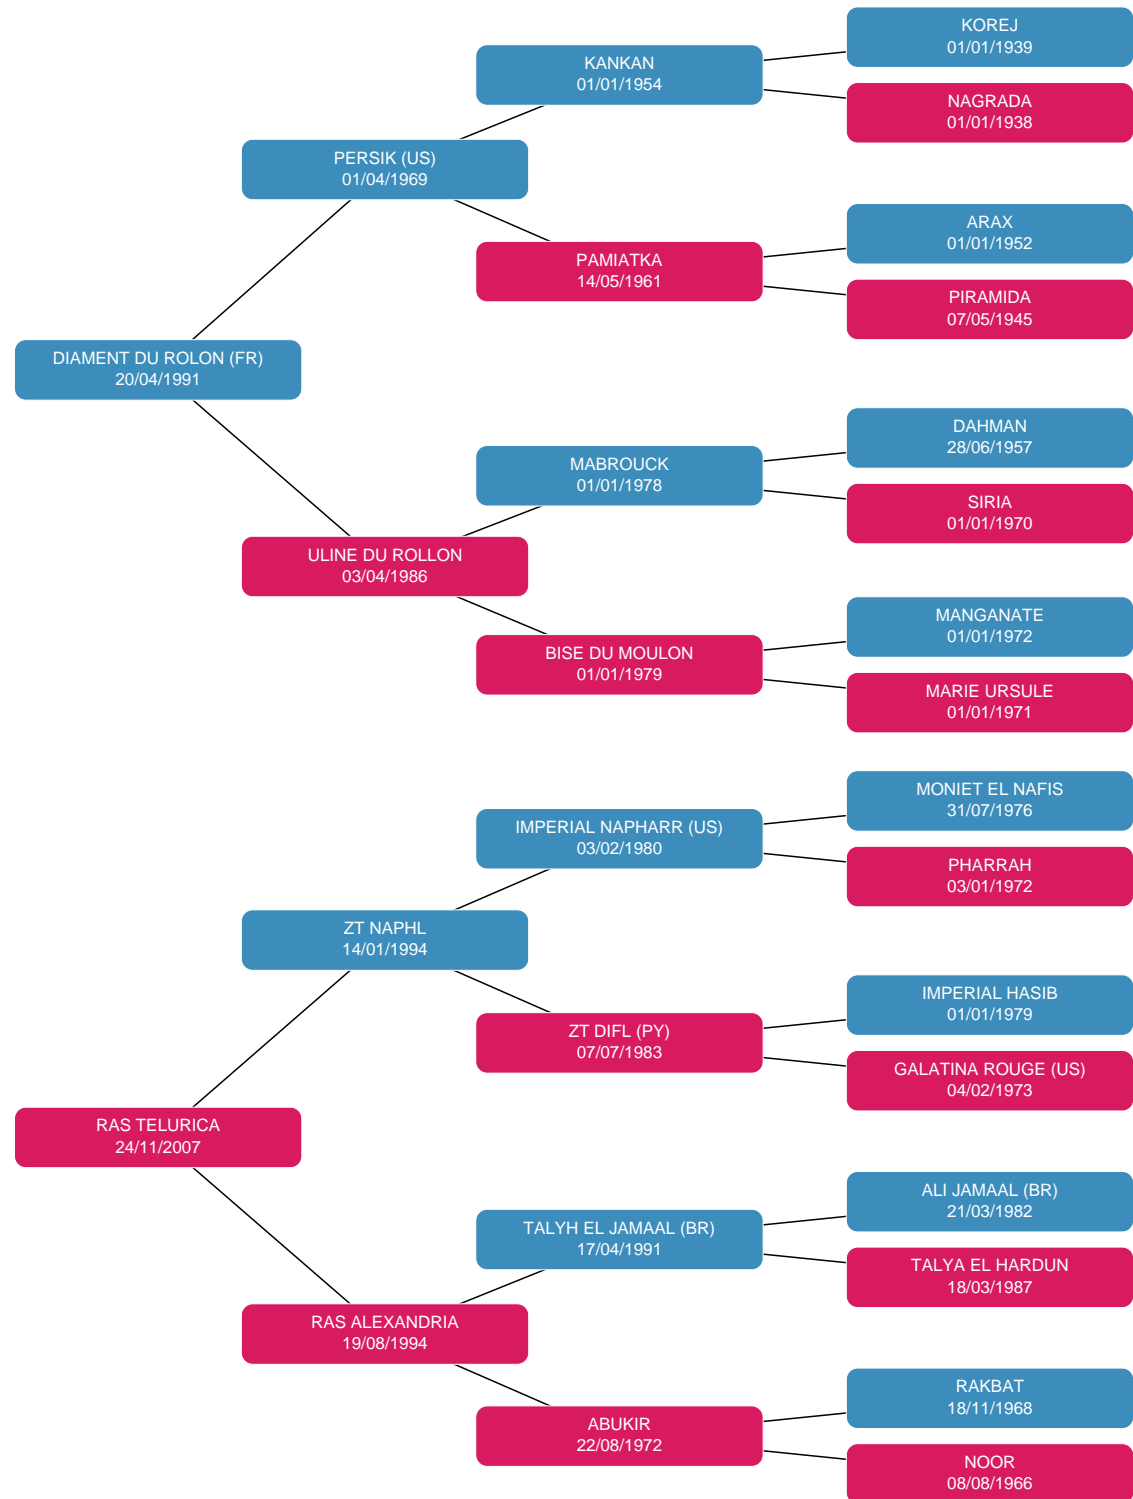 KOREJ
01/01/1939
KANKAN
01/01/1954
NAGRADA
01/01/1938
PERSIK (US)
01/04/1969
ARAX
01/01/1952
PAMIATKA
14/05/1961
PIRAMIDA
07/05/1945
DIAMENT DU ROLON (FR)
20/04/1991
DAHMAN
28/06/1957
MABROUCK
01/01/1978
SIRIA
01/01/1970
ULINE DU ROLLON
03/04/1986
MANGANATE
01/01/1972
BISE DU MOULON
01/01/1979
MARIE URSULE
01/01/1971
MONIET EL NAFIS
31/07/1976
IMPERIAL NAPHARR (US)
03/02/1980
PHARRAH
03/01/1972
ZT NAPHL
14/01/1994
IMPERIAL HASIB
01/01/1979
ZT DIFL (PY)
07/07/1983
GALATINA ROUGE (US)
04/02/1973
RAS TELURICA
24/11/2007
ALI JAMAAL (BR)
21/03/1982
TALYH EL JAMAAL (BR)
17/04/1991
TALYA EL HARDUN
18/03/1987
RAS ALEXANDRIA
19/08/1994
RAKBAT
18/11/1968
ABUKIR
22/08/1972
NOOR
08/08/1966